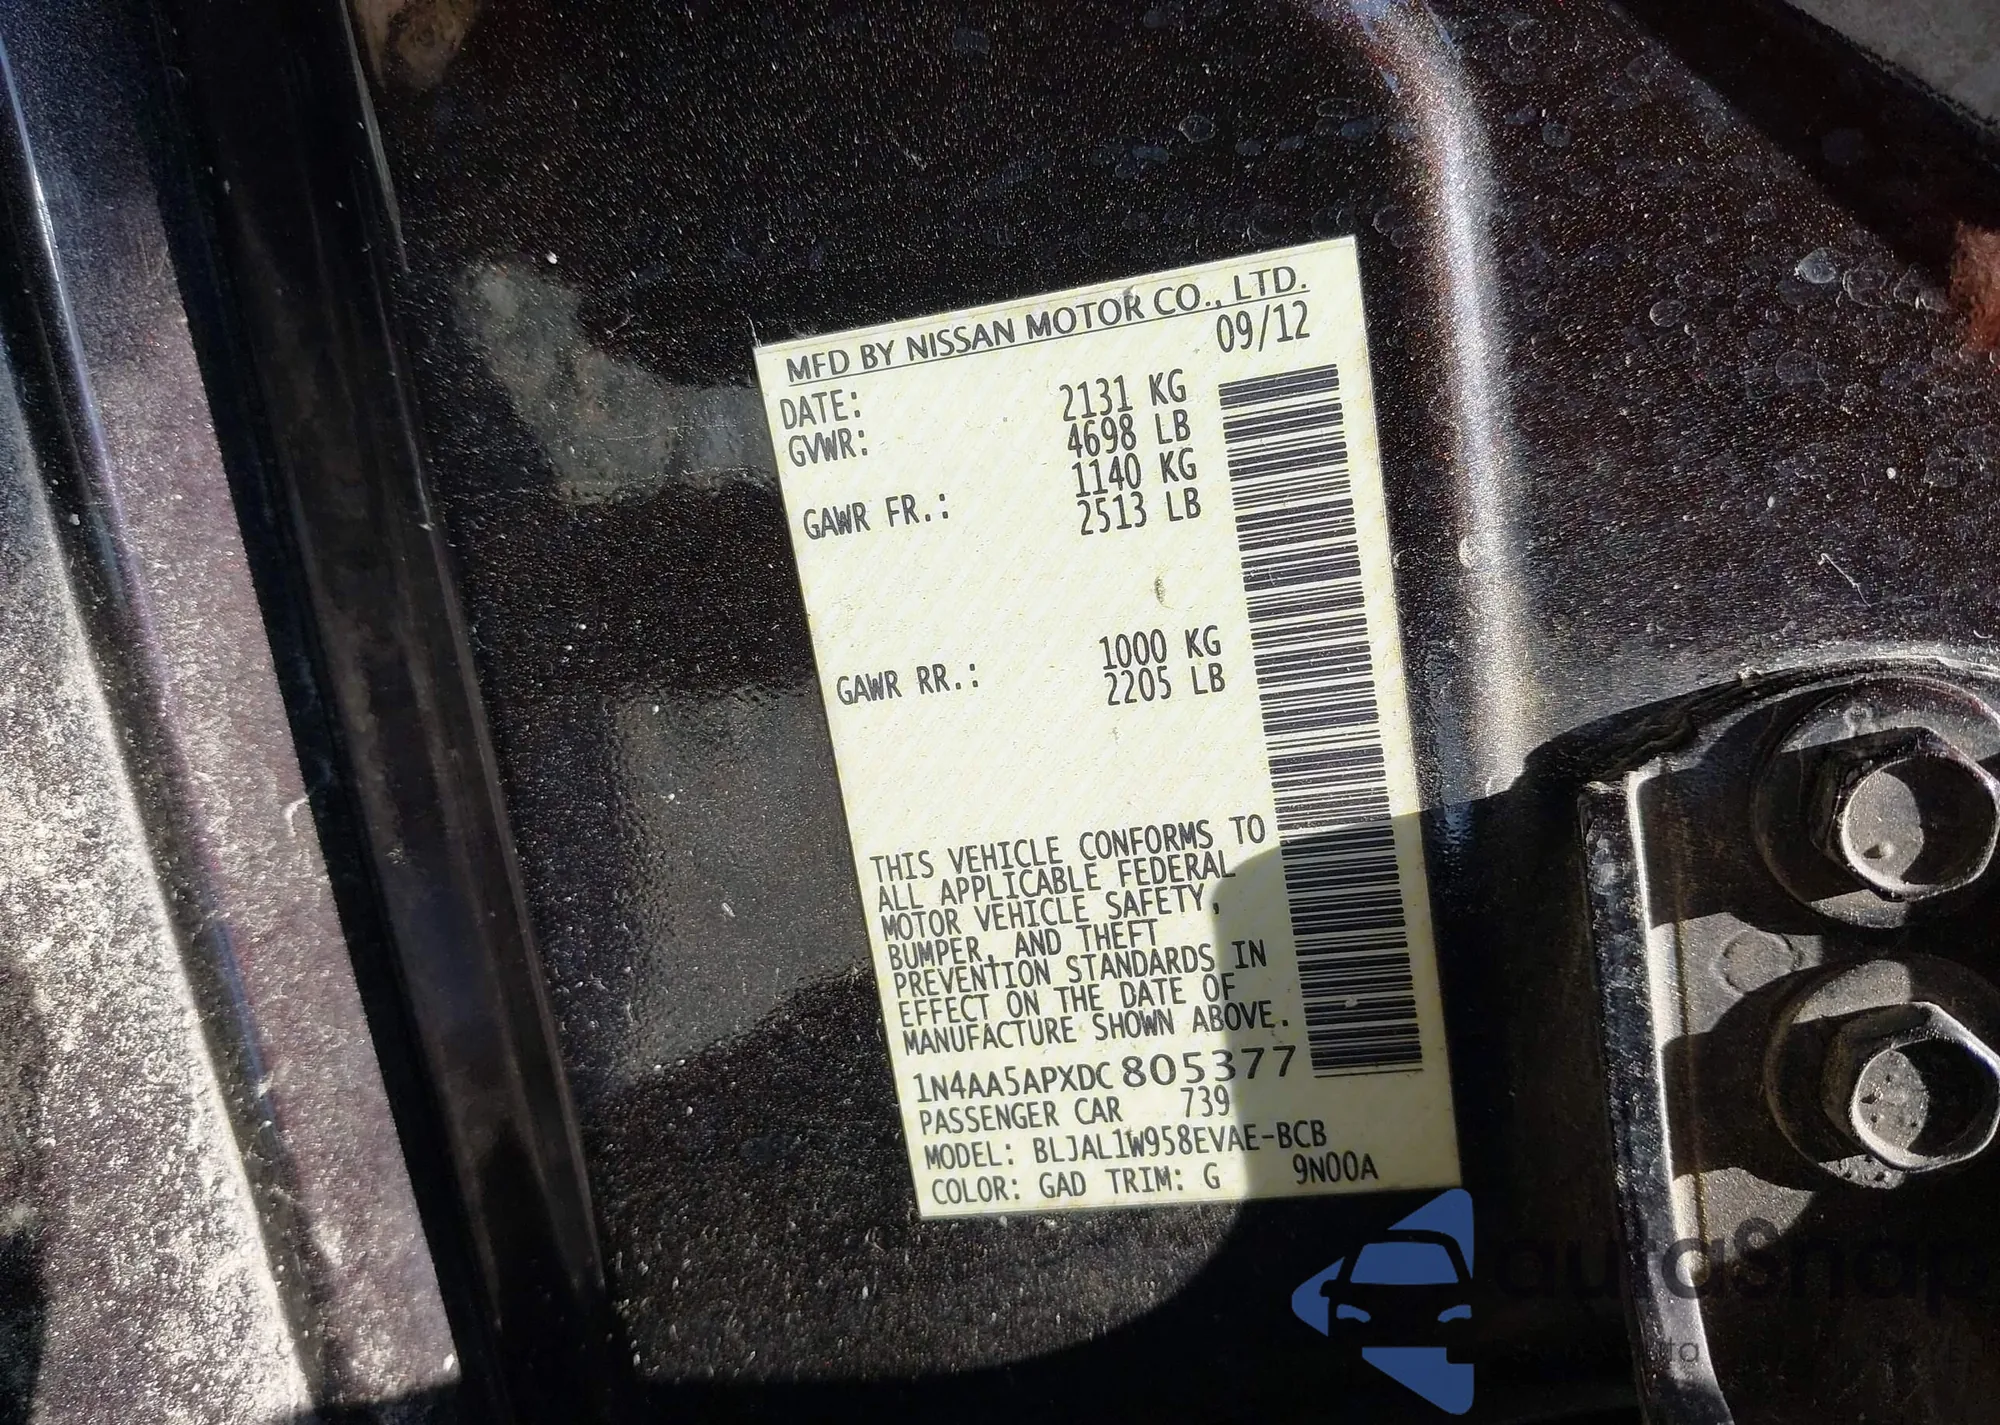 MFD BY NISSAN MOTOR CO., LTD.
DATE: 09/12
GVWR: 2131 KG
4698 LB
GAWR FR.: 1140 KG
2513 LB
GAWR RR.: 1000 KG
2205 LB
THIS VEHICLE CONFORMS TO
ALL APPLICABLE FEDERAL
MOTOR VEHICLE SAFETY,
BUMPER, AND THEFT
PREVENTION STANDARDS IN
EFFECT ON THE DATE OF
MANUFACTURE SHOWN ABOVE.
1N4AA5APXDC805377
PASSENGER CAR 739
MODEL: BLJAL1W958EVAE-BCB
COLOR: GAD TRIM: G 9N00A
autasnap